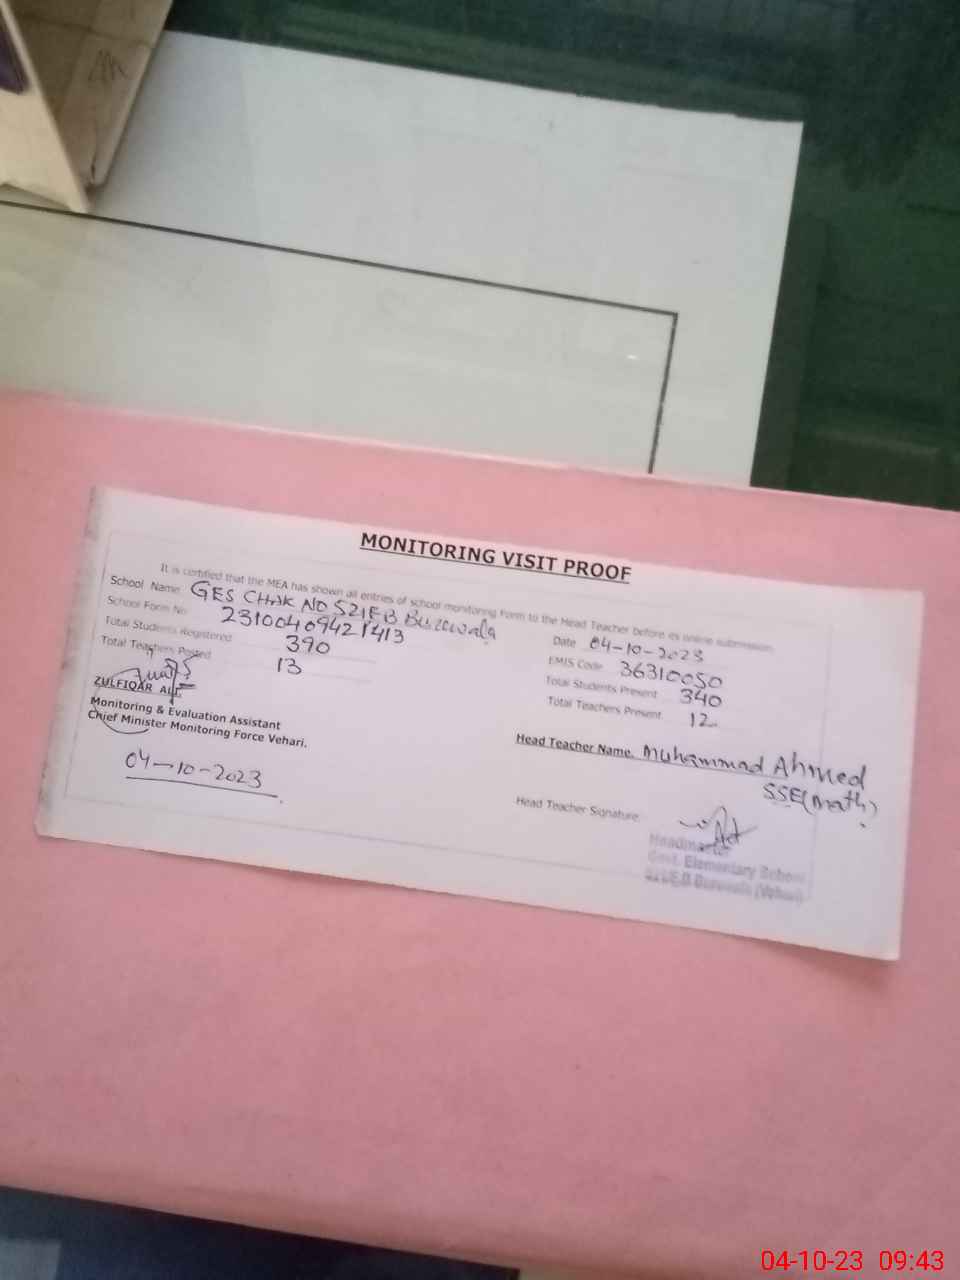 MONITORING VISIT PROOF
It is certified that the MEA has shown all entries of school monitoring Form to the Head Teacher before its online submission.
School Name GES CHAK NO 521EB Burewala
Date 04-10-2023
School Form No 23100409421413
EMIS Code 36310050
Total Students Registered 390
Total Students Present 340
Total Teachers Posted 13
Total Teachers Present 12
ZULFIQAR ALI
Monitoring & Evaluation Assistant
Chief Minister Monitoring Force Vehari.
04-10-2023
Head Teacher Name. Muhammad Ahmed
SSE(Math)
Head Teacher Signature:
Headmaster
Govt. Elementary School
Burewala (Vehari)
04-10-23 09:43